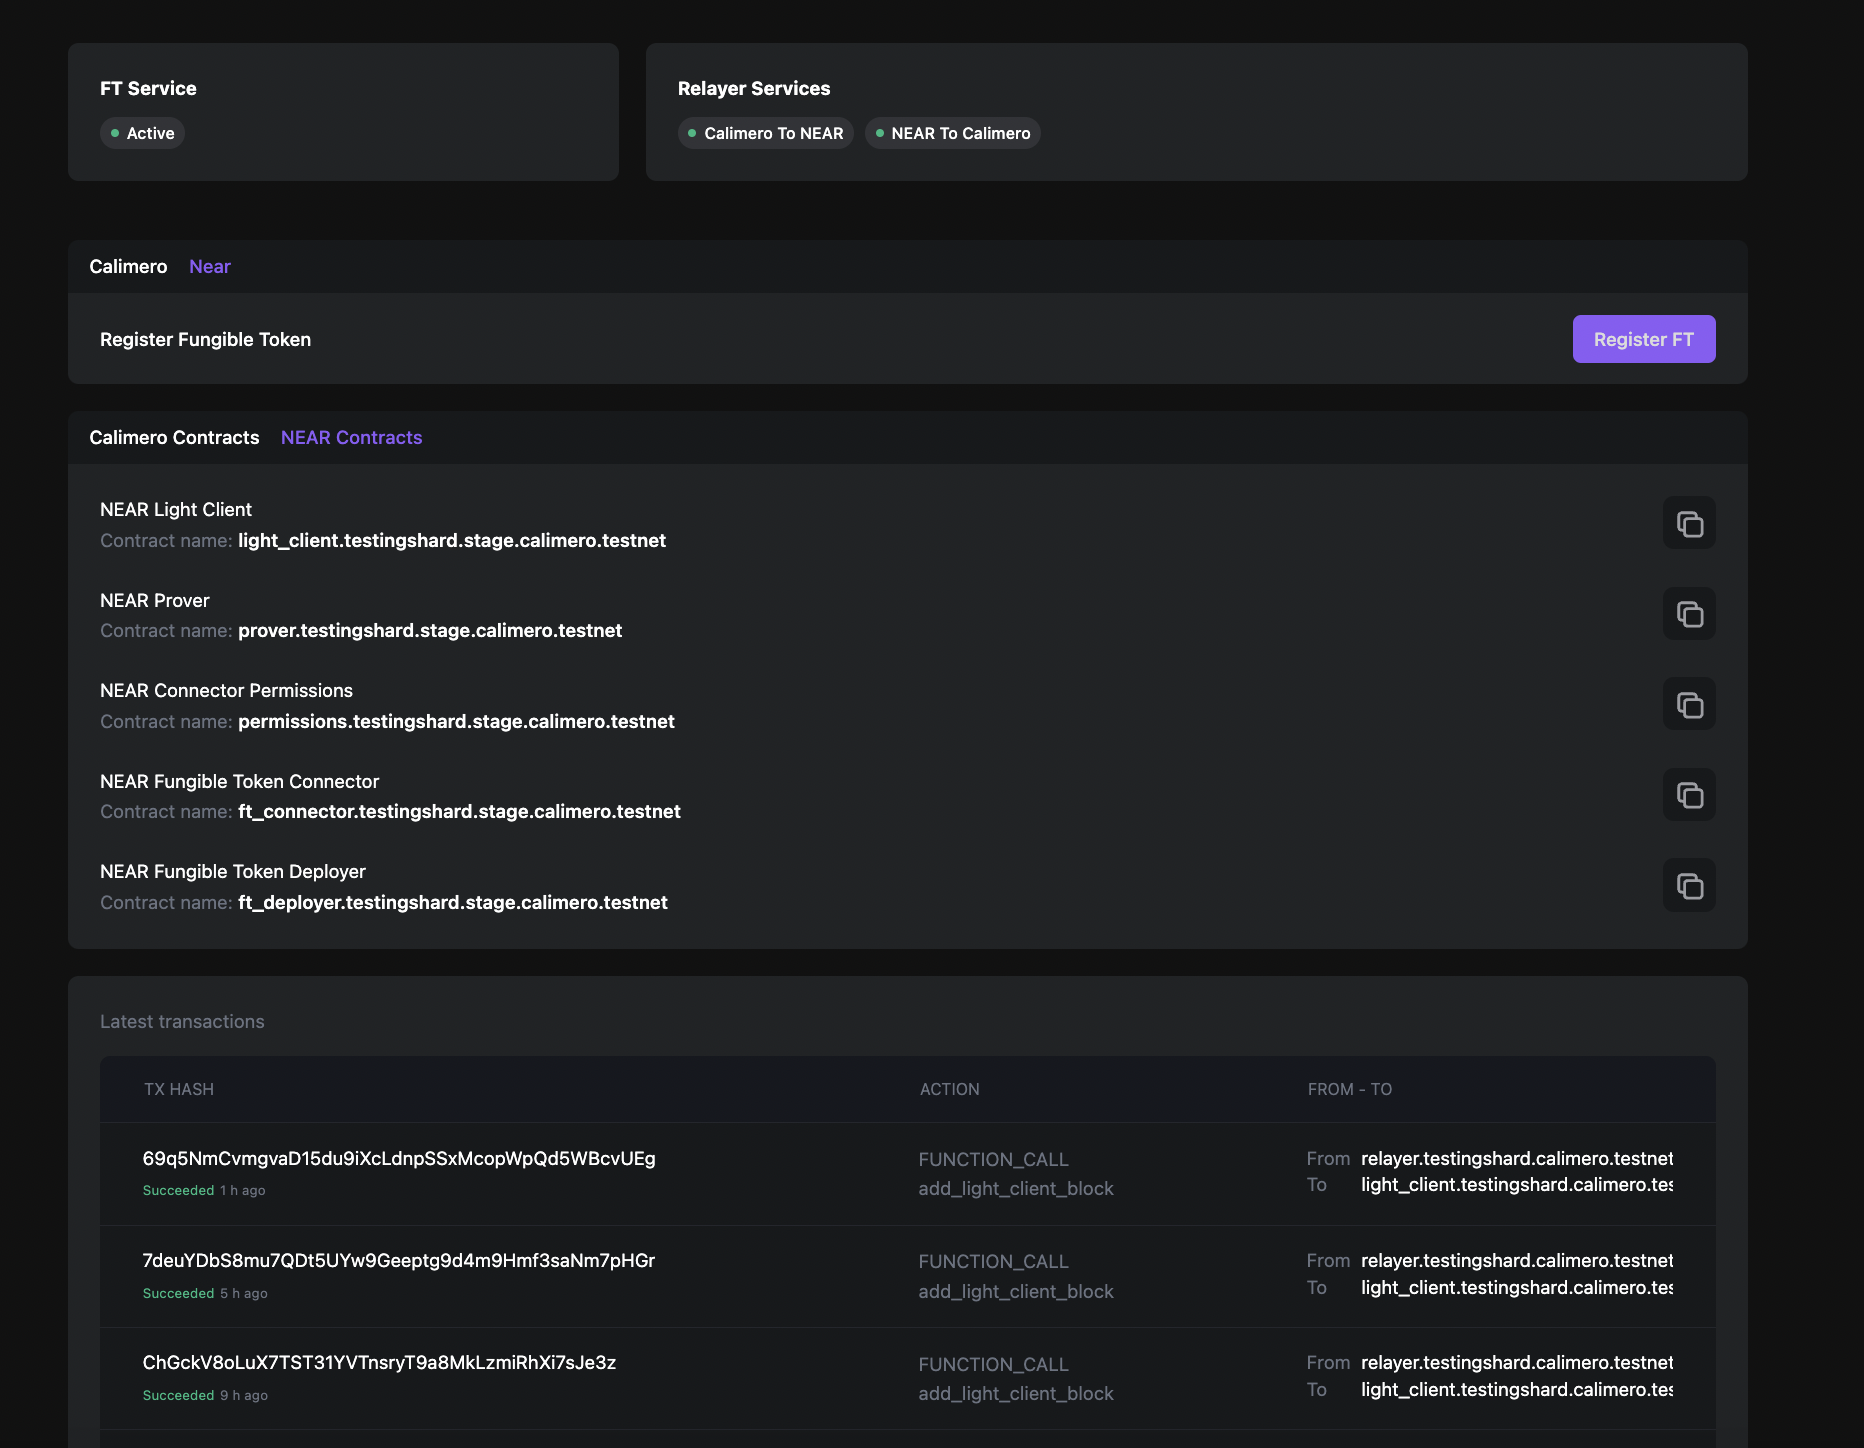 FT Service
Active
Relayer Services
Calimero To NEAR NEAR To Calimero
Calimero Near
Register Fungible Token
Register FT
Calimero Contracts NEAR Contracts
NEAR Light Client
Contract name: light_client.testingshard.stage.calimero.testnet
NEAR Prover
Contract name: prover.testingshard.stage.calimero.testnet
NEAR Connector Permissions
Contract name: permissions.testingshard.stage.calimero.testnet
NEAR Fungible Token Connector
Contract name: ft_connector.testingshard.stage.calimero.testnet
NEAR Fungible Token Deployer
Contract name: ft_deployer.testingshard.stage.calimero.testnet
Latest transactions
TX HASH ACTION FROM - TO
69q5NmCvmgvaD15du9iXcLdnpSSxMcopWpQd5WBcvUEg
Succeeded 1 h ago
FUNCTION_CALL
add_light_client_block
From relayer.testingshard.calimero.testnet
To light_client.testingshard.calimero.tes
7deuYDbS8mu7QDt5UYw9Geeptg9d4m9Hmf3saNm7pHGr
Succeeded 5 h ago
FUNCTION_CALL
add_light_client_block
From relayer.testingshard.calimero.testnet
To light_client.testingshard.calimero.tes
ChGckV8oLuX7TST31YVTnsryT9a8MkLzmiRhXi7sJe3z
Succeeded 9 h ago
FUNCTION_CALL
add_light_client_block
From relayer.testingshard.calimero.testnet
To light_client.testingshard.calimero.tes